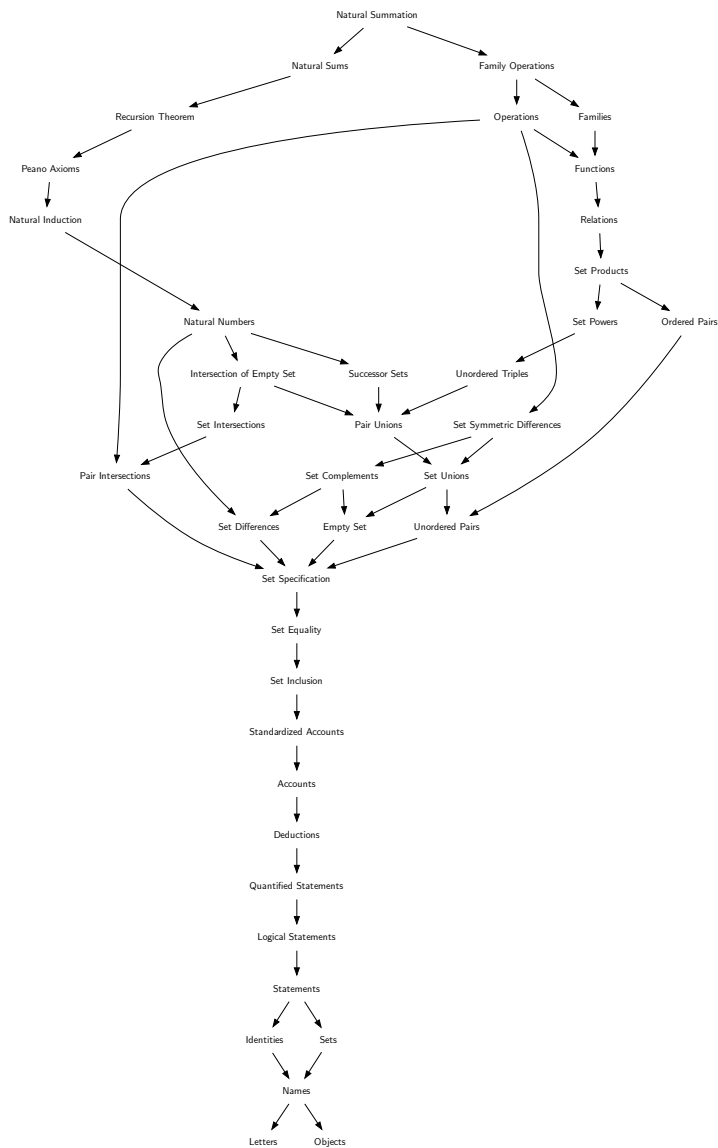 Natural Summation
Natural Sums
Family Operations
Recursion Theorem
Operations
Families
Peano Axioms
Functions
Natural Induction
Relations
Set Products
Natural Numbers
Set Powers
Ordered Pairs
Intersection of Empty Set
Successor Sets
Unordered Triples
Set Intersections
Pair Unions
Set Symmetric Differences
Pair Intersections
Set Complements
Set Unions
Set Differences
Empty Set
Unordered Pairs
Set Specification
Set Equality
Set Inclusion
Standardized Accounts
Accounts
Deductions
Quantified Statements
Logical Statements
Statements
Identities
Sets
Names
Letters
Objects